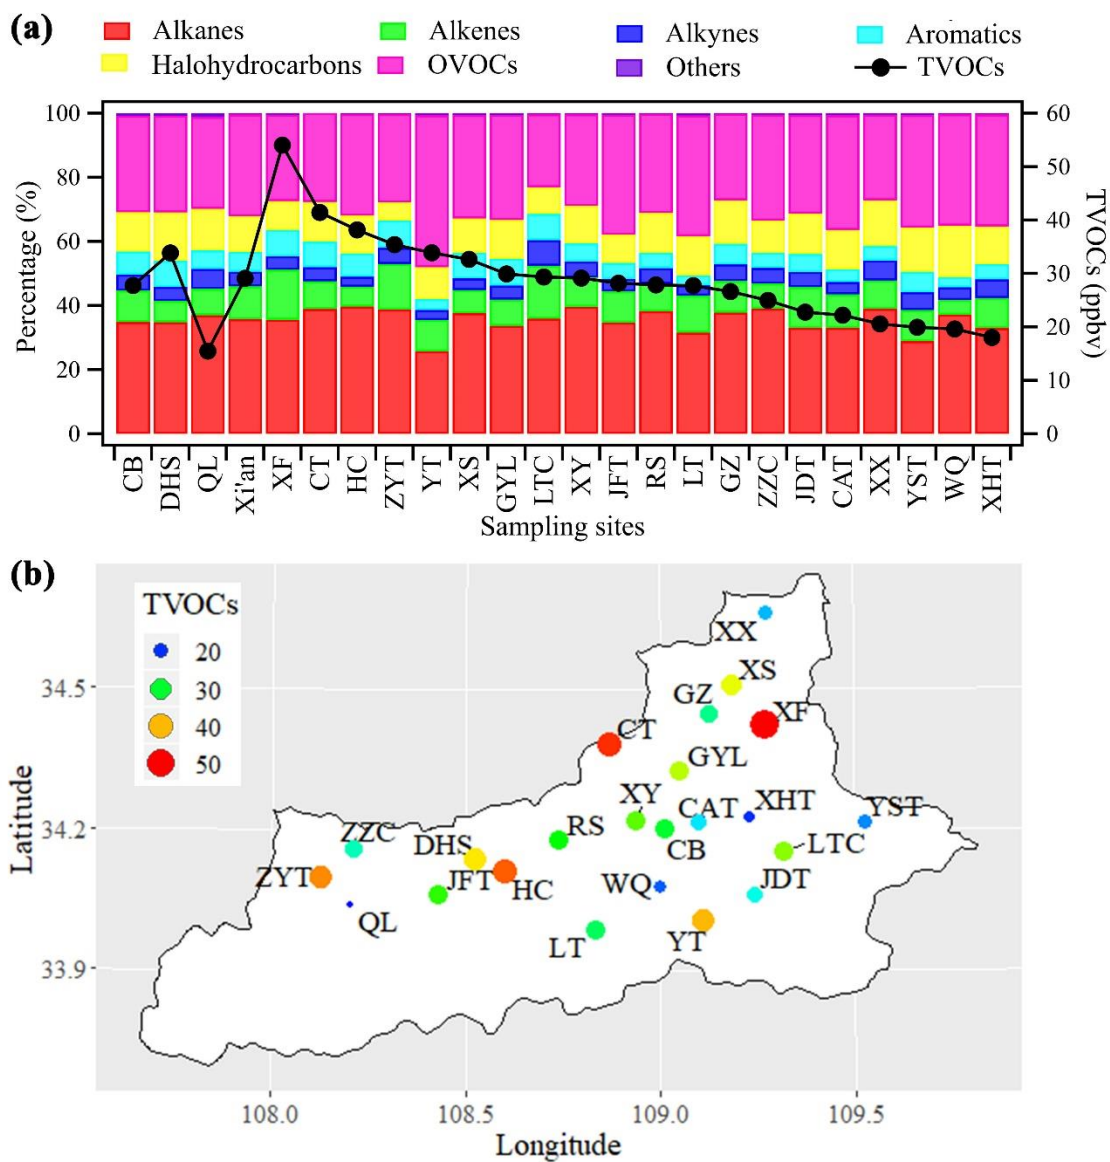 (a)
Alkanes Alkenes Alkynes Aromatics
Halohydrocarbons OVOCs Others TVOCs
Percentage (%)
100
80
60
40
20
0
TVOCs (ppbv)
60
50
40
30
20
10
0
CB DHS QL Xi'an XF CT HC ZYT YT XS GYL LTC XY JFT RS LT GZ ZZC JDT CAT XX YST WQ XHT
Sampling sites
(b)
TVOCs
20
30
40
50
Latitude
34.5
34.2
33.9
XX
XS
GZ
XF
CT
GYL
XY
CAT
XHT
YST
ZZC
DHS
RS
CB
LTC
ZYT
JFT
HC
WQ
JDT
QL
LT
YT
108.0 108.5 109.0 109.5
Longitude